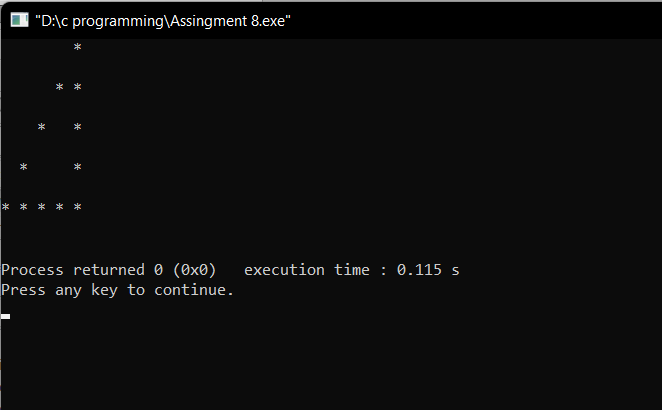 "D:\c programming\Assingment 8.exe"
        *
      * *
    *   *
  *     *
* * * * *
Process returned 0 (0x0)   execution time : 0.115 s
Press any key to continue.